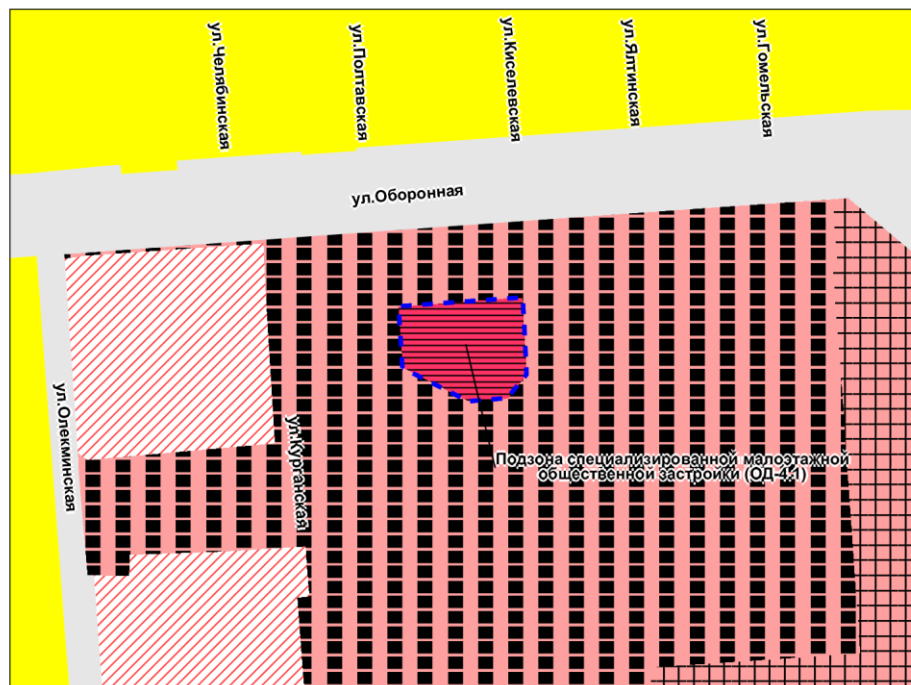 ул.Челябинская
ул.Полтавская
ул.Киселевская
ул.Ялтинская
ул.Гомельская
ул.Оборонная
ул.Олекминская
ул.Курганская
Подзона специализированной малоэтажной
общественной застройки (ОД-4.1)